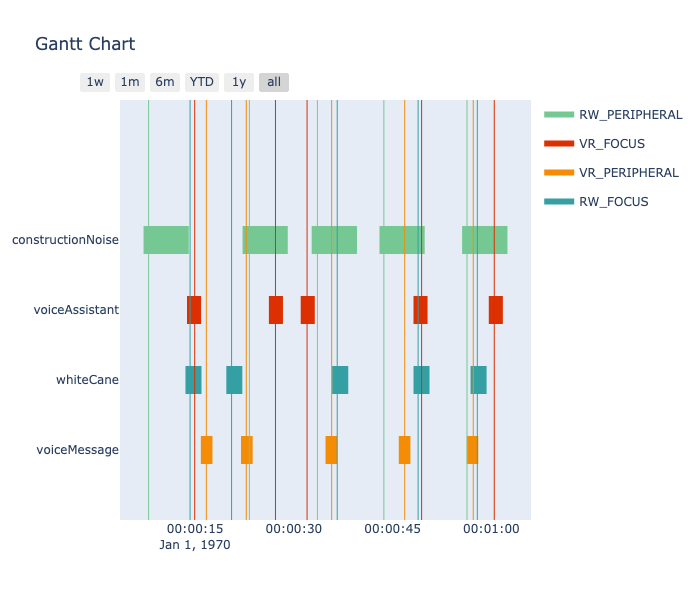 Gantt Chart
1w 1m 6m YTD 1y all
RW_PERIPHERAL
VR_FOCUS
VR_PERIPHERAL
RW_FOCUS
constructionNoise
voiceAssistant
whiteCane
voiceMessage
00:00:15 00:00:30 00:00:45 00:01:00
Jan 1, 1970